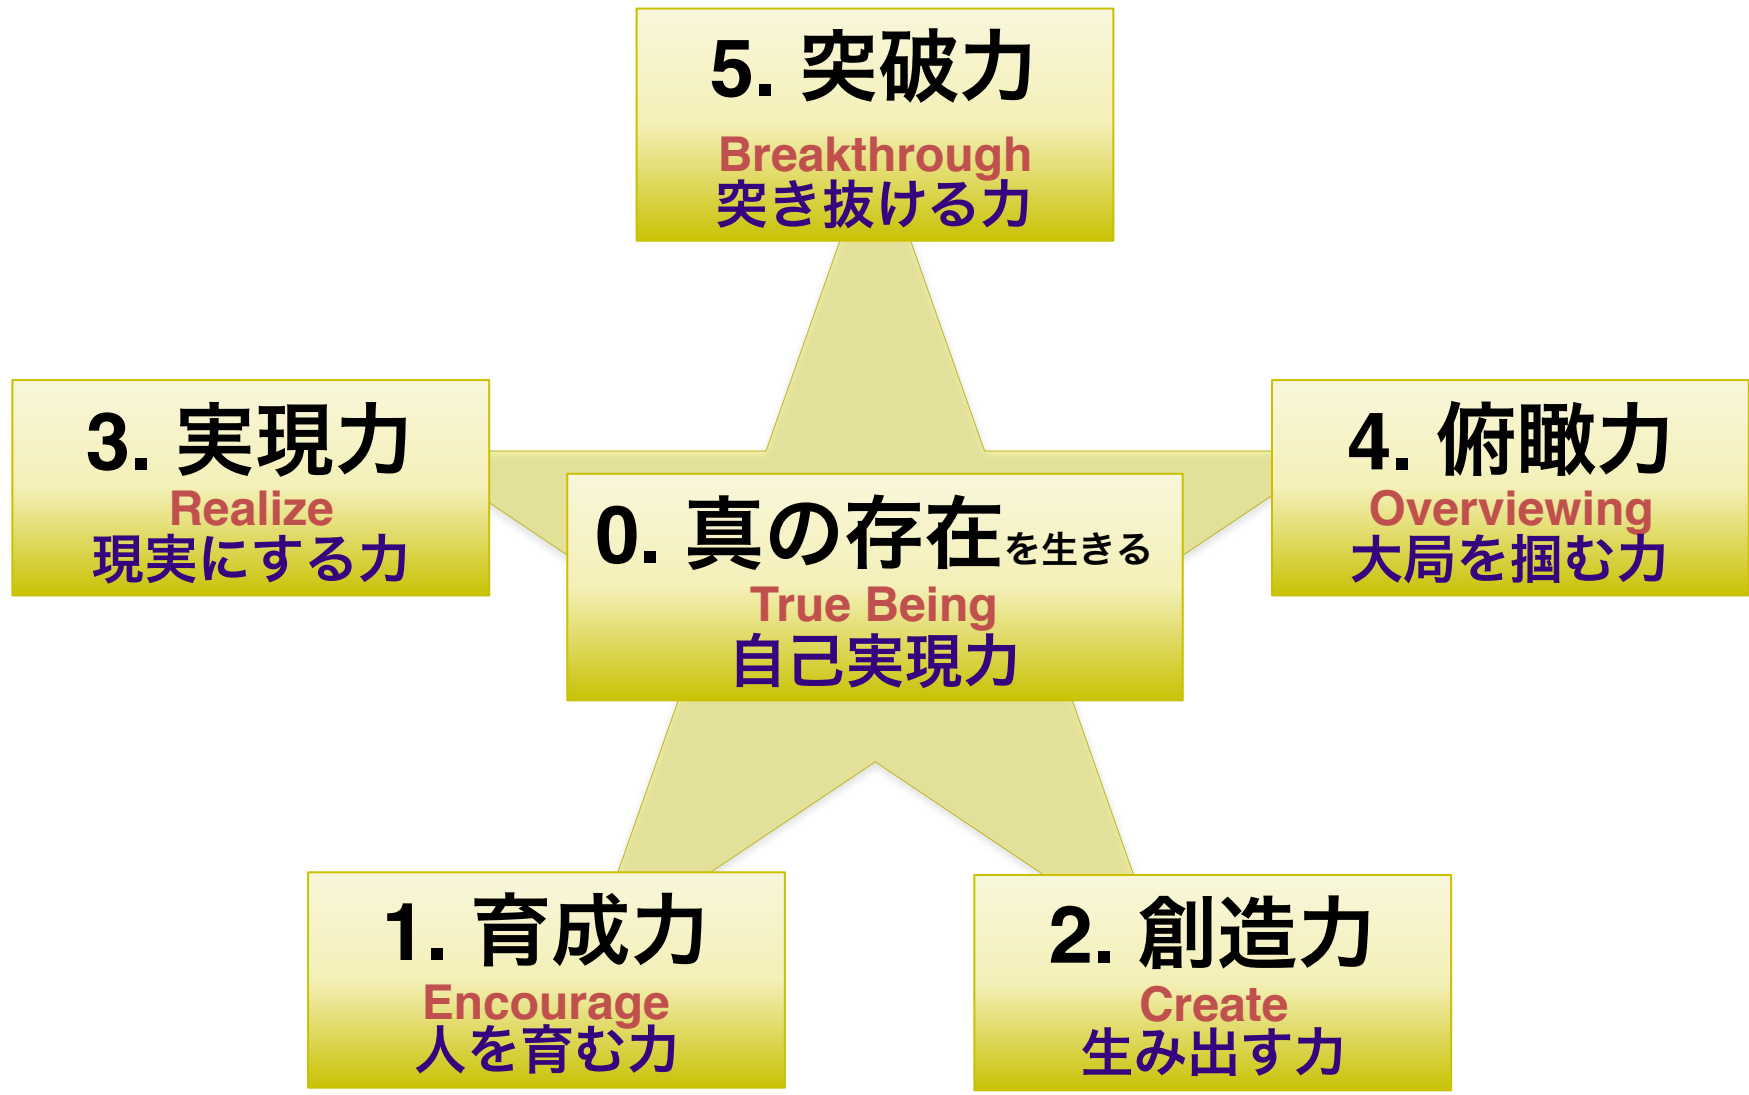 5. 突破力
Breakthrough
突き抜ける力
3. 実現力
Realize
現実にする力
4. 俯瞰力
Overviewing
大局を掴む力
0. 真の存在を生きる
True Being
自己実現力
1. 育成力
Encourage
人を育む力
2. 創造力
Create
生み出す力